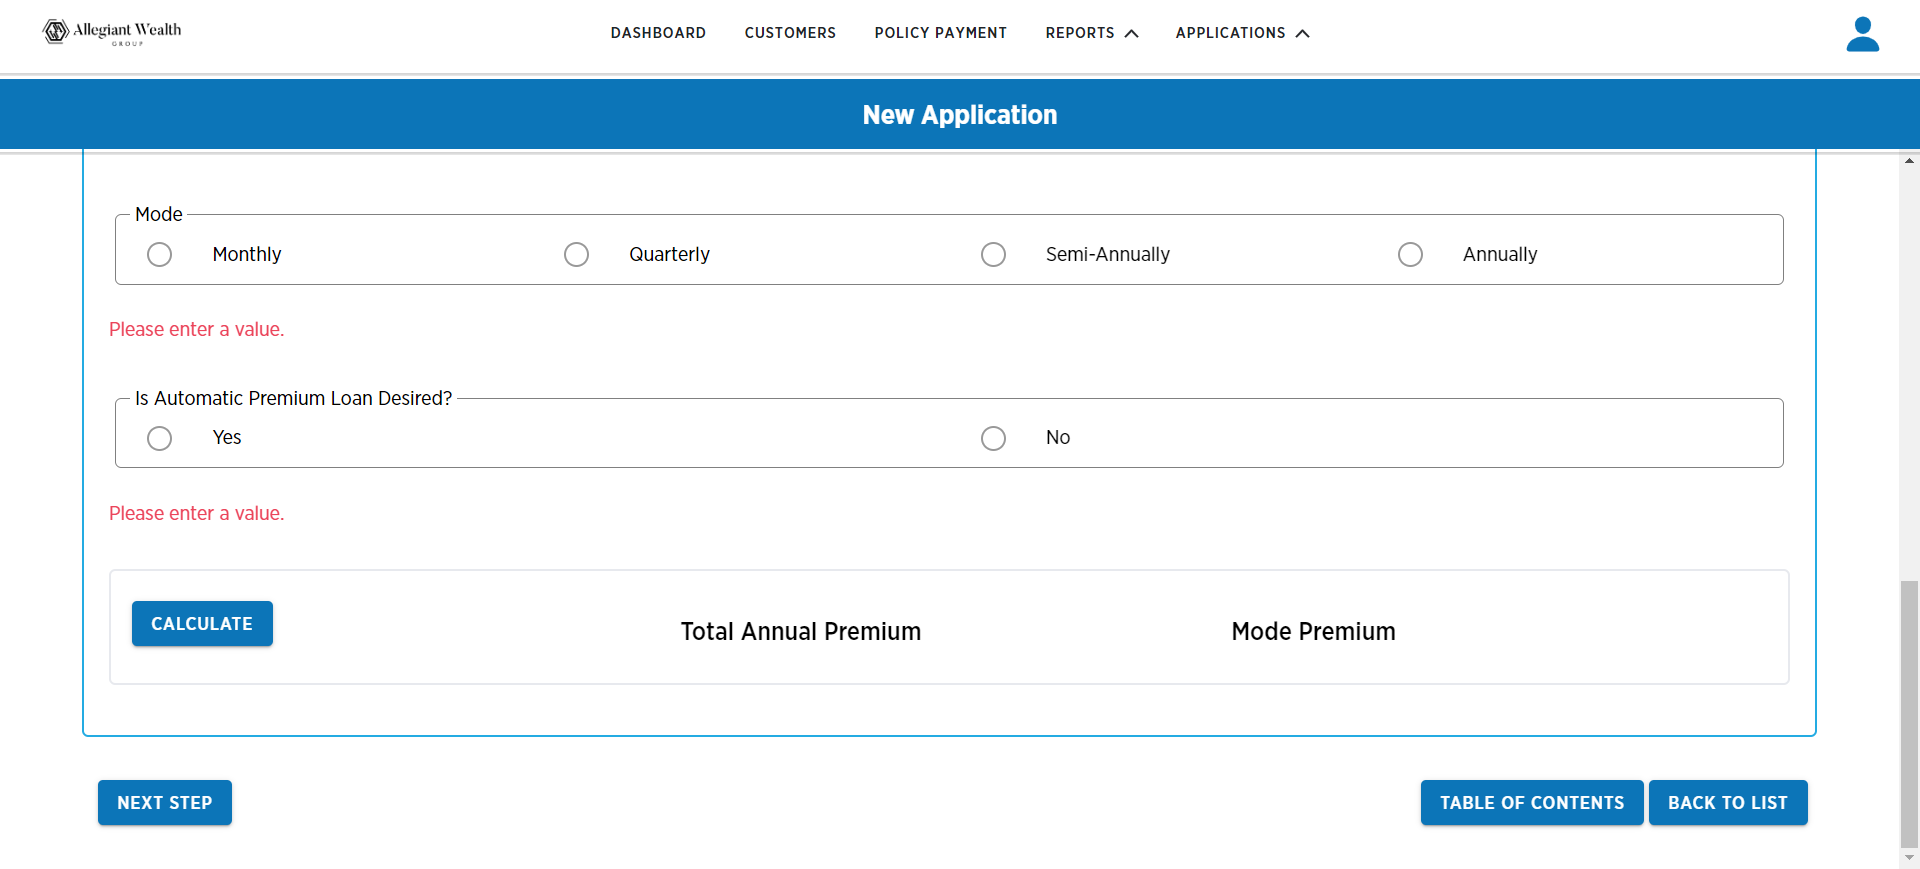 Allegiant Wealth
GROUP
DASHBOARD
CUSTOMERS
POLICY PAYMENT
REPORTS
APPLICATIONS
New Application
Mode
Monthly
Quarterly
Semi-Annually
Annually
Please enter a value.
Is Automatic Premium Loan Desired?
Yes
No
Please enter a value.
CALCULATE
Total Annual Premium
Mode Premium
NEXT STEP
TABLE OF CONTENTS
BACK TO LIST